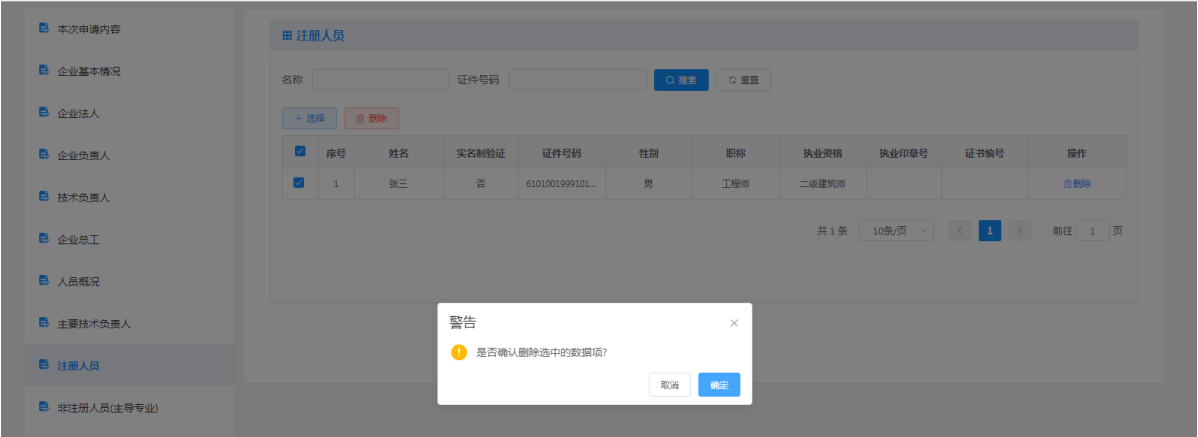 本次申请内容
企业基本情况
企业法人
企业负责人
技术负责人
企业总工
人员概况
主要技术负责人
注册人员
非注册人员(主导专业)
注册人员
名称 证件号码 搜索 重置
+ 选择 删除
序号 姓名 实名制验证 证件号码 性别 职称 执业资格 执业印章号 证书编号 操作
1 张三 否 6101001999101... 男 工程师 二级建筑师 删除
共 1 条 10条/页 < 1 > 前往 1 页
警告
是否确认删除选中的数据项?
取消 确定